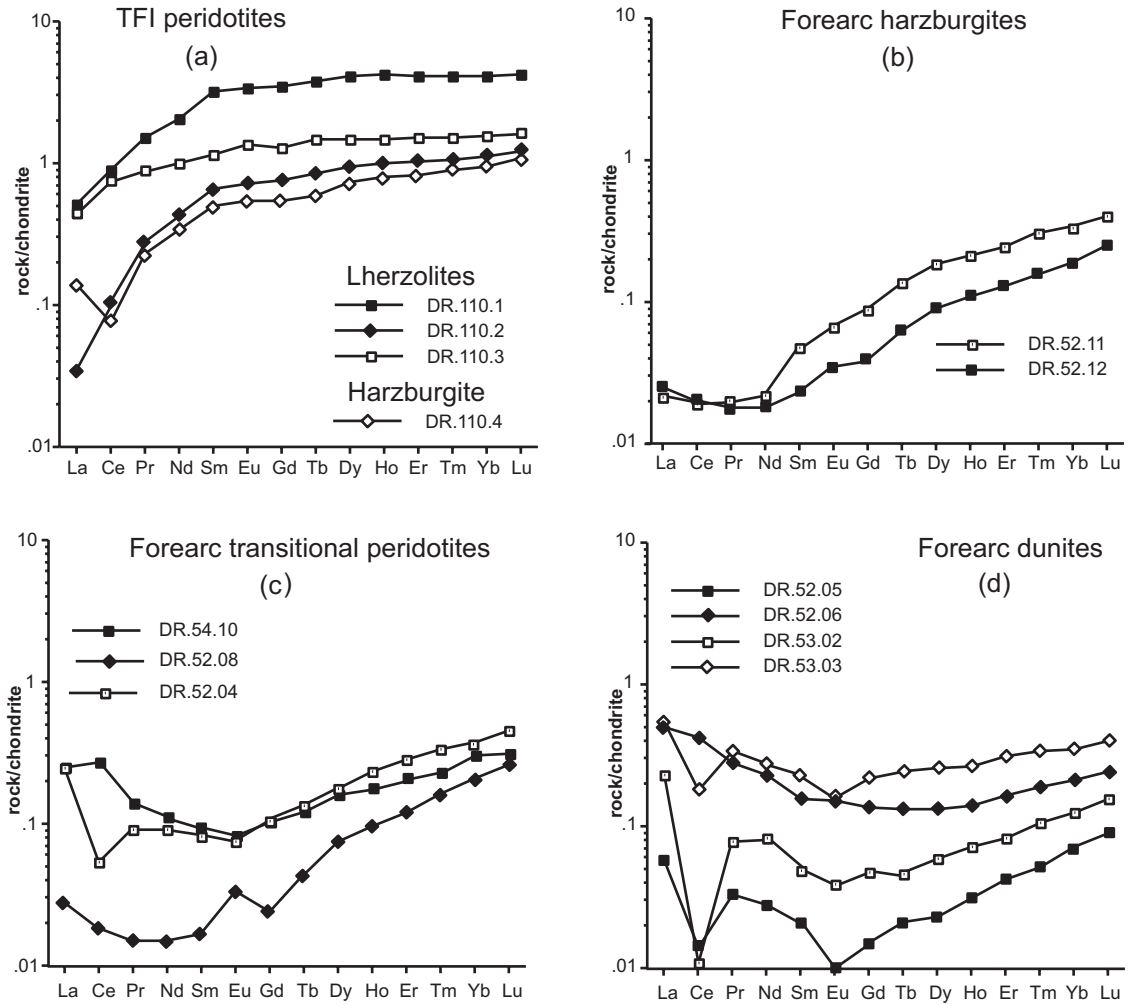 TFI peridotites
(a)
10
1
.1
.01
rock/chondrite
Lherzolites
DR.110.1
DR.110.2
DR.110.3
Harzburgite
DR.110.4
La Ce Pr Nd Sm Eu Gd Tb Dy Ho Er Tm Yb Lu
Forearc harzburgites
(b)
10
1
.1
.01
rock/chondrite
DR.52.11
DR.52.12
La Ce Pr Nd Sm Eu Gd Tb Dy Ho Er Tm Yb Lu
Forearc transitional peridotites
(c)
10
1
.1
.01
rock/chondrite
DR.54.10
DR.52.08
DR.52.04
La Ce Pr Nd Sm Eu Gd Tb Dy Ho Er Tm Yb Lu
Forearc dunites
(d)
10
1
.1
.01
rock/chondrite
DR.52.05
DR.52.06
DR.53.02
DR.53.03
La Ce Pr Nd Sm Eu Gd Tb Dy Ho Er Tm Yb Lu